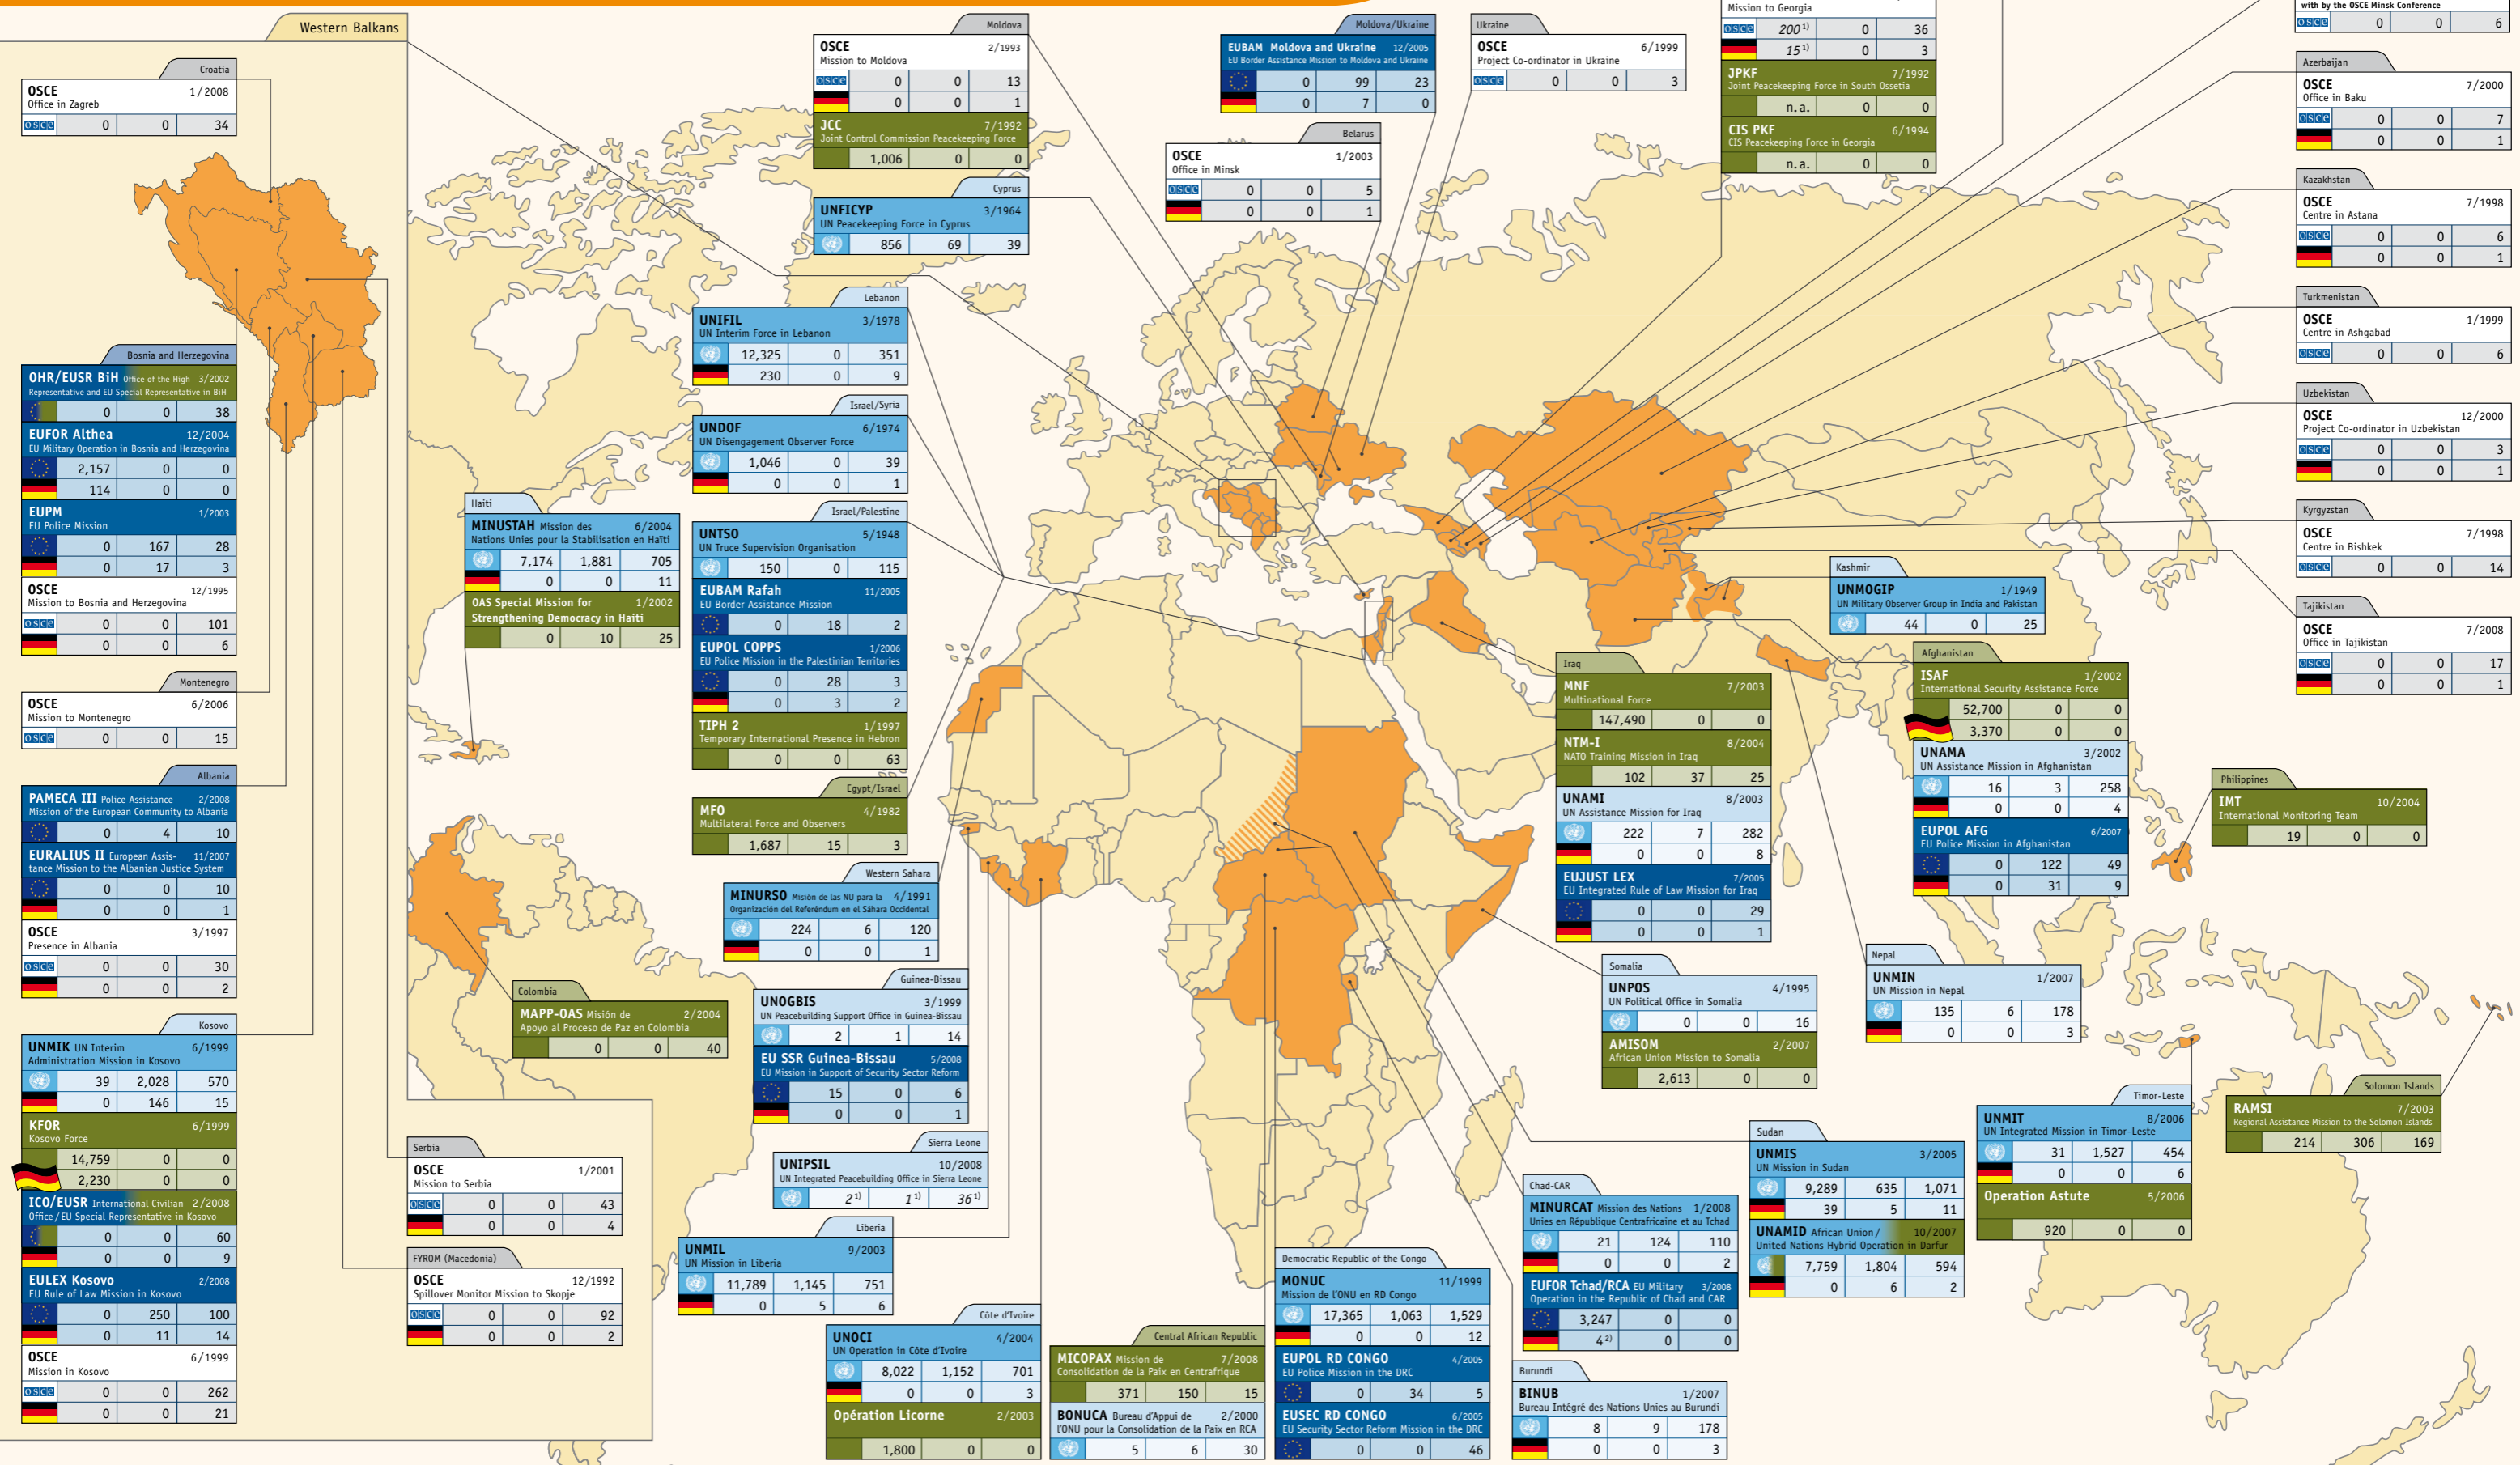 Western Balkans
Croatia
OSCE 1/2008
Office in Zagreb
osce 0 0 34
Bosnia and Herzegovina
OHR/EUSR BiH Office of the High 3/2002
Representative and EU Special Representative in BiH
0 0 38
EUFOR Althea 12/2004
EU Military Operation in Bosnia and Herzegovina
2,157 0 0
114 0 0
EUPM 1/2003
EU Police Mission
0 167 28
0 17 3
OSCE 12/1995
Mission to Bosnia and Herzegovina
osce 0 0 101
0 0 6
Montenegro
OSCE 6/2006
Mission to Montenegro
osce 0 0 15
Albania
PAMECA III Police Assistance 2/2008
Mission of the European Community to Albania
0 4 10
EURALIUS II European Assis- 11/2007
tance Mission to the Albanian Justice System
0 0 10
0 0 1
OSCE 3/1997
Presence in Albania
osce 0 0 30
0 0 2
Kosovo
UNMIK UN Interim 6/1999
Administration Mission in Kosovo
39 2,028 570
0 146 15
KFOR 6/1999
Kosovo Force
14,759 0 0
2,230 0 0
ICO/EUSR International Civilian 2/2008
Office/EU Special Representative in Kosovo
0 0 60
0 0 9
EULEX Kosovo 2/2008
EU Rule of Law Mission in Kosovo
0 250 100
0 11 14
OSCE 6/1999
Mission in Kosovo
osce 0 0 262
0 0 21
Serbia
OSCE 1/2001
Mission to Serbia
osce 0 0 43
0 0 4
FYROM (Macedonia)
OSCE 12/1992
Spillover Monitor Mission to Skopje
osce 0 0 92
0 0 2
Haiti
MINUSTAH Mission des 6/2004
Nations Unies pour la Stabilisation en Haïti
7,174 1,881 705
0 0 11
OAS Special Mission for 1/2002
Strengthening Democracy in Haiti
0 10 25
Colombia
MAPP-OAS Misión de 2/2004
Apoyo al Proceso de Paz en Colombia
0 0 40
Moldova
OSCE 2/1993
Mission to Moldova
osce 0 0 13
0 0 1
JCC 7/1992
Joint Control Commission Peacekeeping Force
1,006 0 0
Cyprus
UNFICYP 3/1964
UN Peacekeeping Force in Cyprus
856 69 39
Lebanon
UNIFIL 3/1978
UN Interim Force in Lebanon
12,325 0 351
230 0 9
Israel/Syria
UNDOF 6/1974
UN Disengagement Observer Force
1,046 0 39
0 0 1
Israel/Palestine
UNTSO 5/1948
UN Truce Supervision Organisation
150 0 115
EUBAM Rafah 11/2005
EU Border Assistance Mission
0 18 2
EUPOL COPPS 1/2006
EU Police Mission in the Palestinian Territories
0 28 3
0 3 2
TIPH 2 1/1997
Temporary International Presence in Hebron
0 0 63
Egypt/Israel
MFO 4/1982
Multilateral Force and Observers
1,687 15 3
Western Sahara
MINURSO Misión de las NU para la 4/1991
Organización del Referéndum en el Sáhara Occidental
224 6 120
0 0 1
Guinea-Bissau
UNOGBIS 3/1999
UN Peacebuilding Support Office in Guinea-Bissau
2 1 14
EU SSR Guinea-Bissau 5/2008
EU Mission in Support of Security Sector Reform
15 0 6
0 0 1
Sierra Leone
UNIPSIL 10/2008
UN Integrated Peacebuilding Office in Sierra Leone
2 1) 1 1) 36 1)
Liberia
UNMIL 9/2003
UN Mission in Liberia
11,789 1,145 751
0 5 6
Côte d'Ivoire
UNOCI 4/2004
UN Operation in Côte d'Ivoire
8,022 1,152 701
0 0 3
Opération Licorne 2/2003
1,800 0 0
Central African Republic
MICOPAX Mission de 7/2008
Consolidation de la Paix en Centrafrique
371 150 15
BONUCA Bureau d'Appui de 2/2000
l'ONU pour la Consolidation de la Paix en RCA
5 6 30
Democratic Republic of the Congo
MONUC 11/1999
Mission de l'ONU en RD Congo
17,365 1,063 1,529
0 0 12
EUPOL RD CONGO 4/2005
EU Police Mission in the DRC
0 34 5
EUSEC RD CONGO 6/2005
EU Security Sector Reform Mission in the DRC
0 0 46
Moldova/Ukraine
EUBAM Moldova and Ukraine 12/2005
EU Border Assistance Mission to Moldova and Ukraine
0 99 23
0 7 0
Belarus
OSCE 1/2003
Office in Minsk
osce 0 0 5
0 0 1
Ukraine
OSCE 6/1999
Project Co-ordinator in Ukraine
osce 0 0 3
Mission to Georgia
osce 200 1) 0 36
15 1) 0 3
JPKF 7/1992
Joint Peacekeeping Force in South Ossetia
n.a. 0 0
CIS PKF 6/1994
CIS Peacekeeping Force in Georgia
n.a. 0 0
Iraq
MNF 7/2003
Multinational Force
147,490 0 0
NTM-I 8/2004
NATO Training Mission in Iraq
102 37 25
UNAMI 8/2003
UN Assistance Mission for Iraq
222 7 282
0 0 8
EUJUST LEX 7/2005
EU Integrated Rule of Law Mission for Iraq
0 0 29
0 0 1
Somalia
UNPOS 4/1995
UN Political Office in Somalia
0 0 16
AMISOM 2/2007
African Union Mission to Somalia
2,613 0 0
Chad-CAR
MINURCAT Mission des Nations 1/2008
Unies en République Centrafricaine et au Tchad
21 124 110
0 0 2
EUFOR Tchad/RCA EU Military 3/2008
Operation in the Republic of Chad and CAR
3,247 0 0
4 2) 0 0
Burundi
BINUB 1/2007
Bureau Intégré des Nations Unies au Burundi
8 9 178
0 0 3
Sudan
UNMIS 3/2005
UN Mission in Sudan
9,289 635 1,071
39 5 11
UNAMID African Union/ 10/2007
United Nations Hybrid Operation in Darfur
7,759 1,804 594
0 6 2
Kashmir
UNMOGIP 1/1949
UN Military Observer Group in India and Pakistan
44 0 25
Afghanistan
ISAF 1/2002
International Security Assistance Force
52,700 0 0
3,370 0 0
UNAMA 3/2002
UN Assistance Mission in Afghanistan
16 3 258
0 0 4
EUPOL AFG 6/2007
EU Police Mission in Afghanistan
0 122 49
0 31 9
Nepal
UNMIN 1/2007
UN Mission in Nepal
135 6 178
0 0 3
Timor-Leste
UNMIT 8/2006
UN Integrated Mission in Timor-Leste
31 1,527 454
0 0 6
Operation Astute 5/2006
920 0 0
with by the OSCE Minsk Conference
osce 0 0 6
Azerbaijan
OSCE 7/2000
Office in Baku
osce 0 0 7
0 0 1
Kazakhstan
OSCE 7/1998
Centre in Astana
osce 0 0 6
0 0 1
Turkmenistan
OSCE 1/1999
Centre in Ashgabad
osce 0 0 6
Uzbekistan
OSCE 12/2000
Project Co-ordinator in Uzbekistan
osce 0 0 3
0 0 1
Kyrgyzstan
OSCE 7/1998
Centre in Bishkek
osce 0 0 14
Tajikistan
OSCE 7/2008
Office in Tajikistan
osce 0 0 17
0 0 1
Philippines
IMT 10/2004
International Monitoring Team
19 0 0
Solomon Islands
RAMSI 7/2003
Regional Assistance Mission to the Solomon Islands
214 306 169